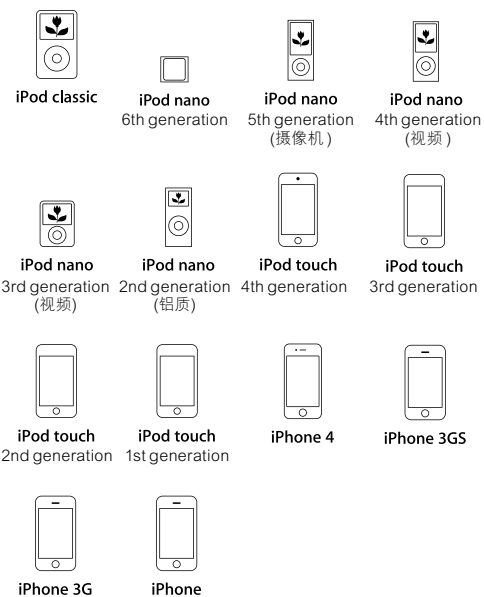 iPod classic
iPod nano
6th generation
iPod nano
5th generation
(摄像机)
iPod nano
4th generation
(视频)
iPod nano
3rd generation
(视频)
iPod nano
2nd generation
(铝质)
iPod touch
4th generation
iPod touch
3rd generation
iPod touch
2nd generation
iPod touch
1st generation
iPhone 4
iPhone 3GS
iPhone 3G
iPhone